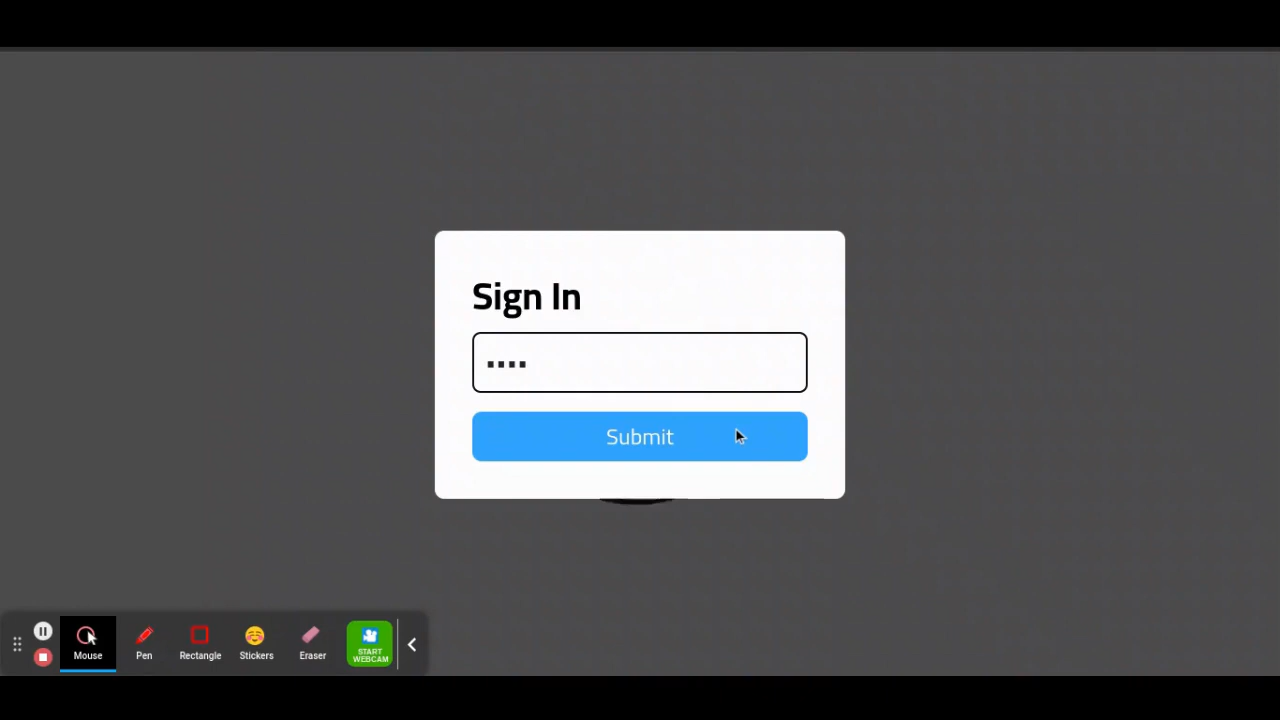 Sign In
Submit
Mouse
Pen
Rectangle
Stickers
Eraser
START
WEBCAM